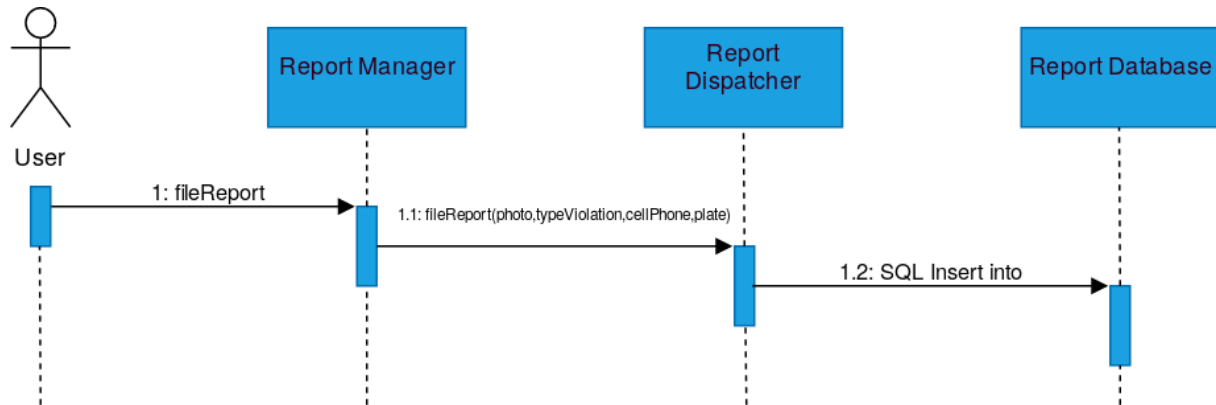 Report Manager
Report
Dispatcher
Report Database
User
1: fileReport
1.1: fileReport(photo,typeViolation,cellPhone,plate)
1.2: SQL Insert into